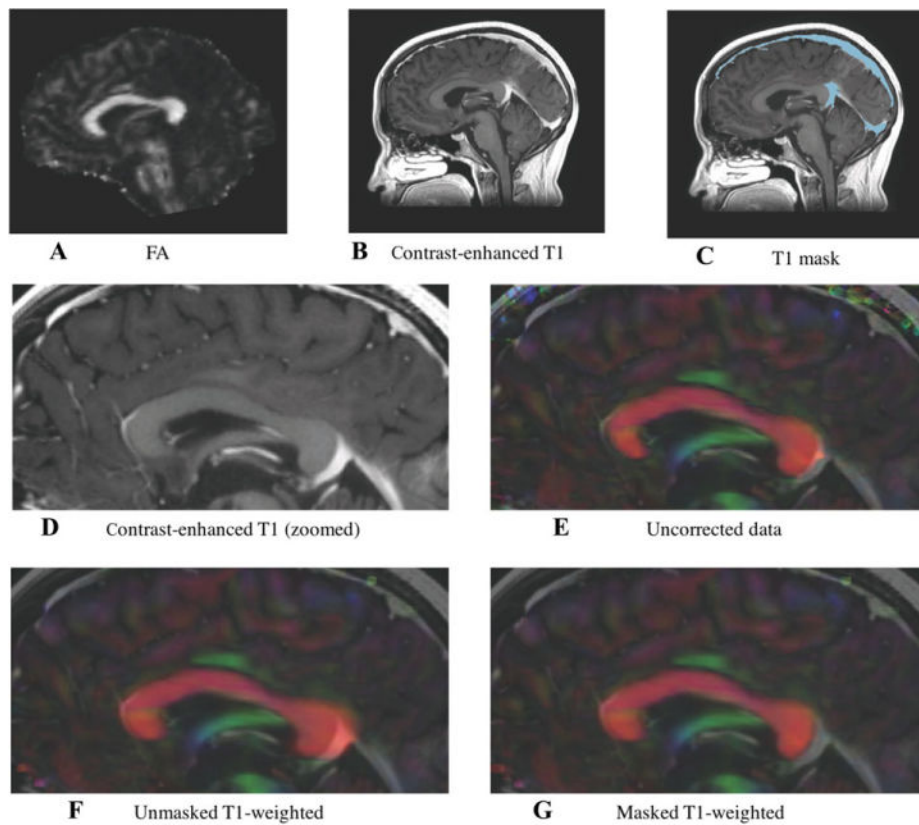 A FA
B Contrast-enhanced T1
C T1 mask
D Contrast-enhanced T1 (zoomed)
E Uncorrected data
F Unmasked T1-weighted
G Masked T1-weighted